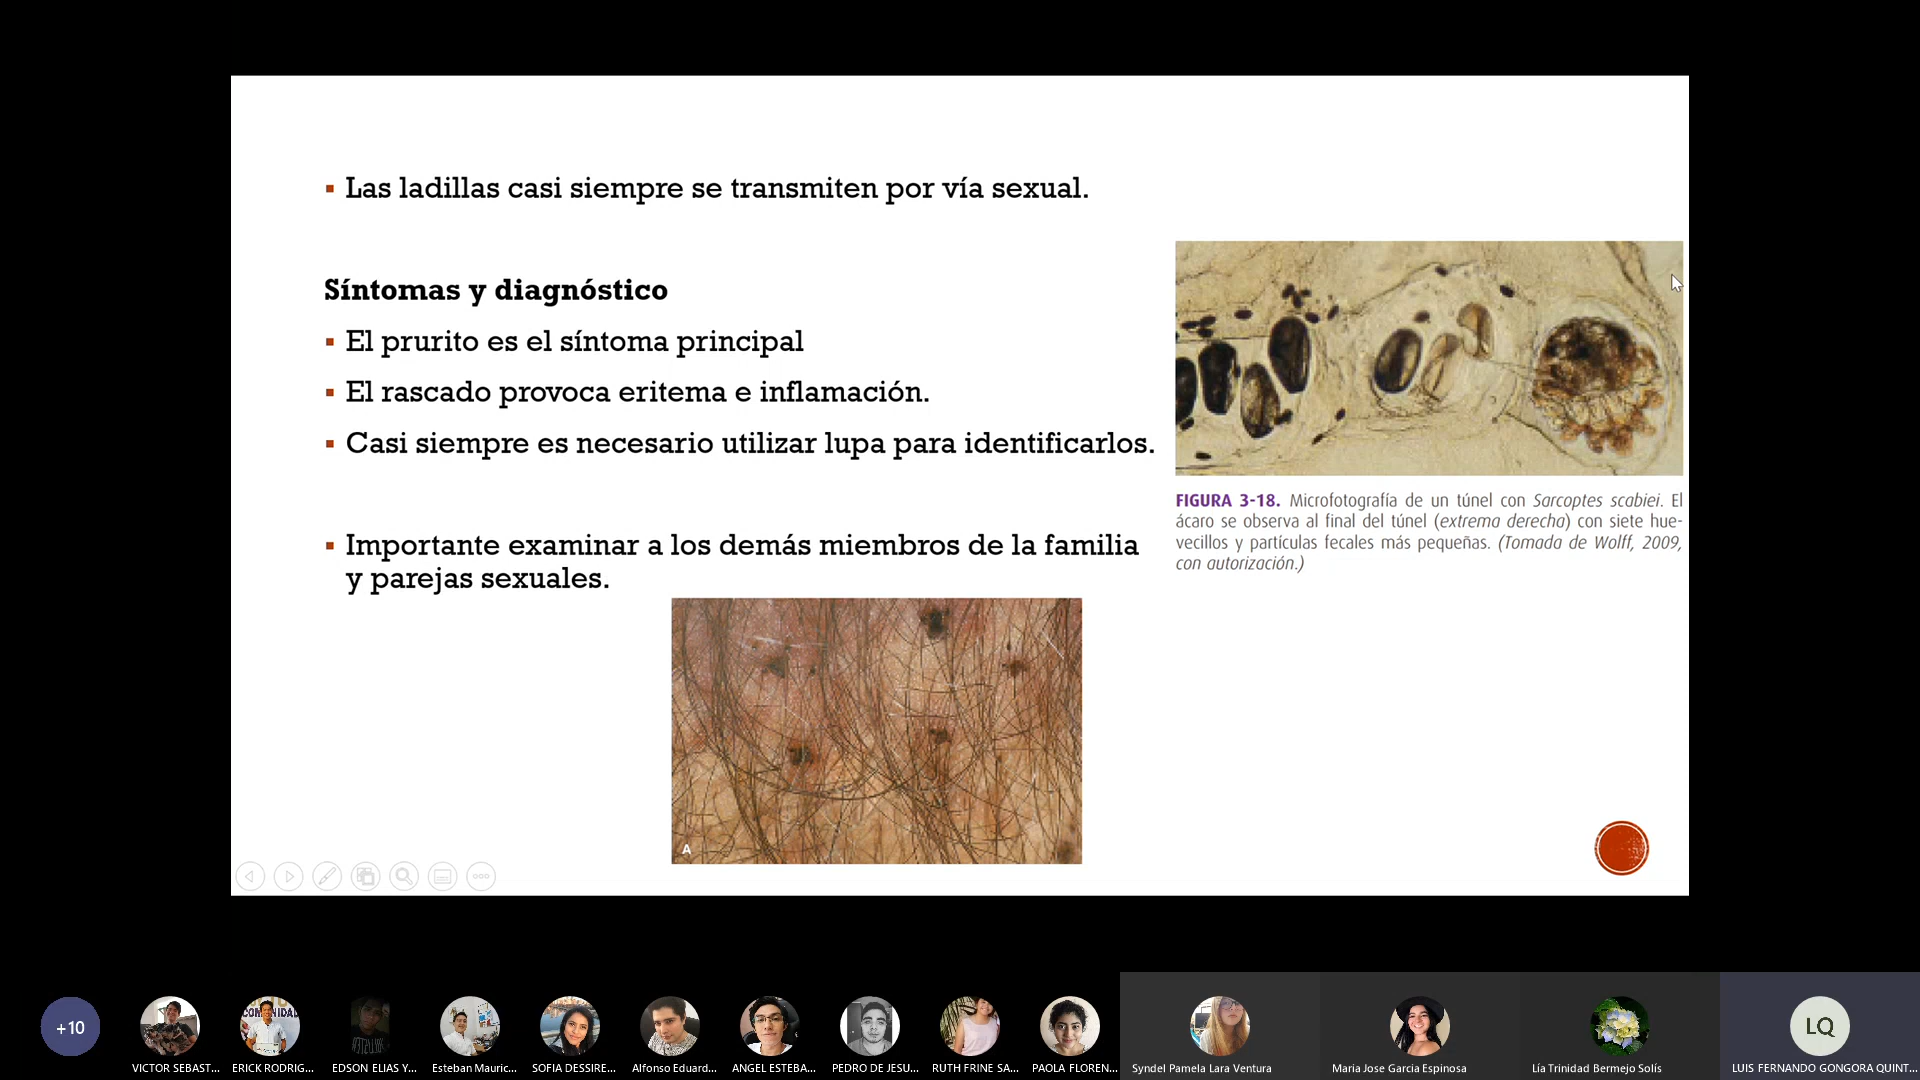 Las ladillas casi siempre se transmiten por vía sexual.
Síntomas y diagnóstico
El prurito es el síntoma principal
El rascado provoca eritema e inflamación.
Casi siempre es necesario utilizar lupa para identificarlos.
Importante examinar a los demás miembros de la familia
y parejas sexuales.
FIGURA 3-18. Microfotografía de un túnel con Sarcoptes scabiei. El
ácaro se observa al final del túnel (extrema derecha) con siete hue-
vecillos y partículas fecales más pequeñas. (Tomada de Wolff, 2009,
con autorización.)
A
+10
VICTOR SEBAST...
ERICK RODRIG...
EDSON ELIAS Y...
Esteban Mauric...
SOFIA DESSIRE...
Alfonso Eduard...
ANGEL ESTEBA...
PEDRO DE JESU...
RUTH FRINE SA...
PAOLA FLOREN...
Syndel Pamela Lara Ventura
Maria Jose Garcia Espinosa
Lía Trinidad Bermejo Solís
LQ
LUIS FERNANDO GONGORA QUINT...